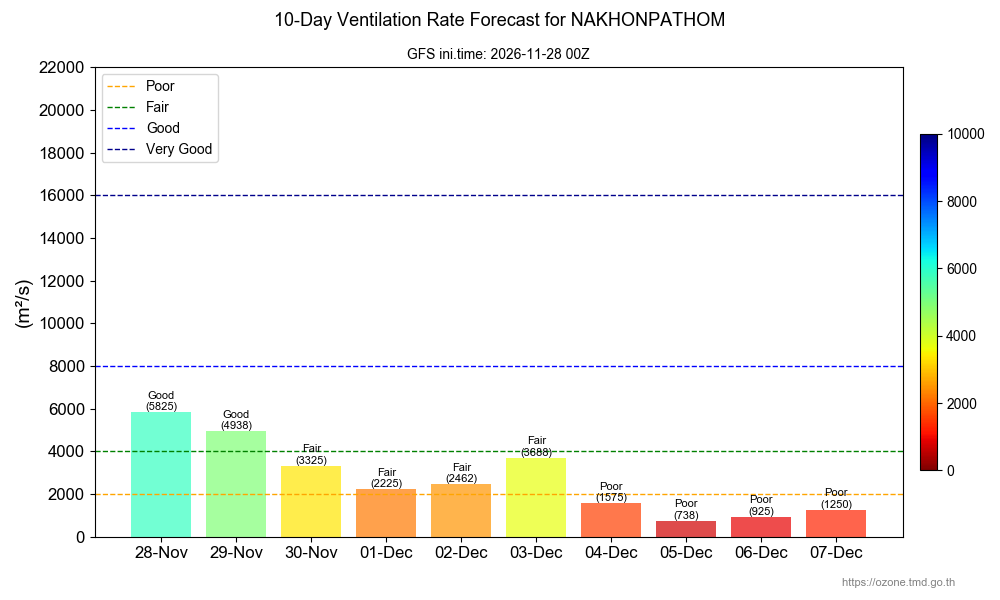 10-Day Ventilation Rate Forecast for NAKHONPATHOM
GFS ini.time: 2026-11-28 00Z
22000
20000
18000
16000
14000
12000
10000
8000
6000
4000
2000
0
(m²/s)
Poor
Fair
Good
Very Good
Good
(5825)
Good
(4938)
Fair
(3325)
Fair
(2225)
Fair
(2462)
Fair
(3688)
Poor
(1575)
Poor
(738)
Poor
(925)
Poor
(1250)
28-Nov
29-Nov
30-Nov
01-Dec
02-Dec
03-Dec
04-Dec
05-Dec
06-Dec
07-Dec
10000
8000
6000
4000
2000
0
https://ozone.tmd.go.th